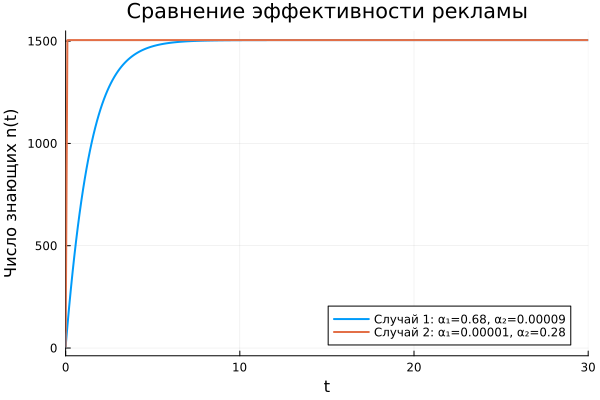 Сравнение эффективности рекламы
Число знающих n(t)
1500
1000
500
0
0
10
20
30
t
Случай 1: α₁=0.68, α₂=0.00009
Случай 2: α₁=0.00001, α₂=0.28